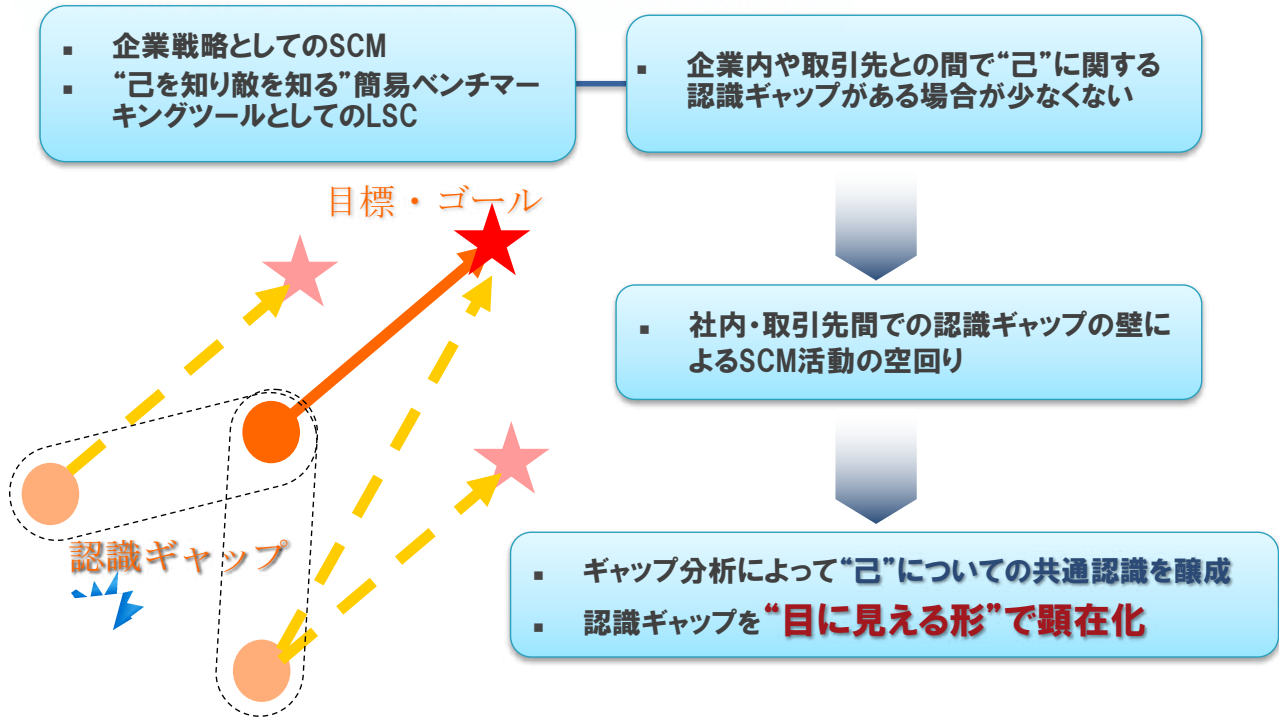 ▪ 企業戦略としてのSCM
▪ “己を知り敵を知る”簡易ベンチマー
キングツールとしてのLSC
▪ 企業内や取引先との間で“己”に関する
認識ギャップがある場合が少なくない
目標・ゴール
▪ 社内・取引先間での認識ギャップの壁に
よるSCM活動の空回り
認識ギャップ
▪ ギャップ分析によって“己”についての共通認識を醸成
▪ 認識ギャップを“目に見える形”で顕在化